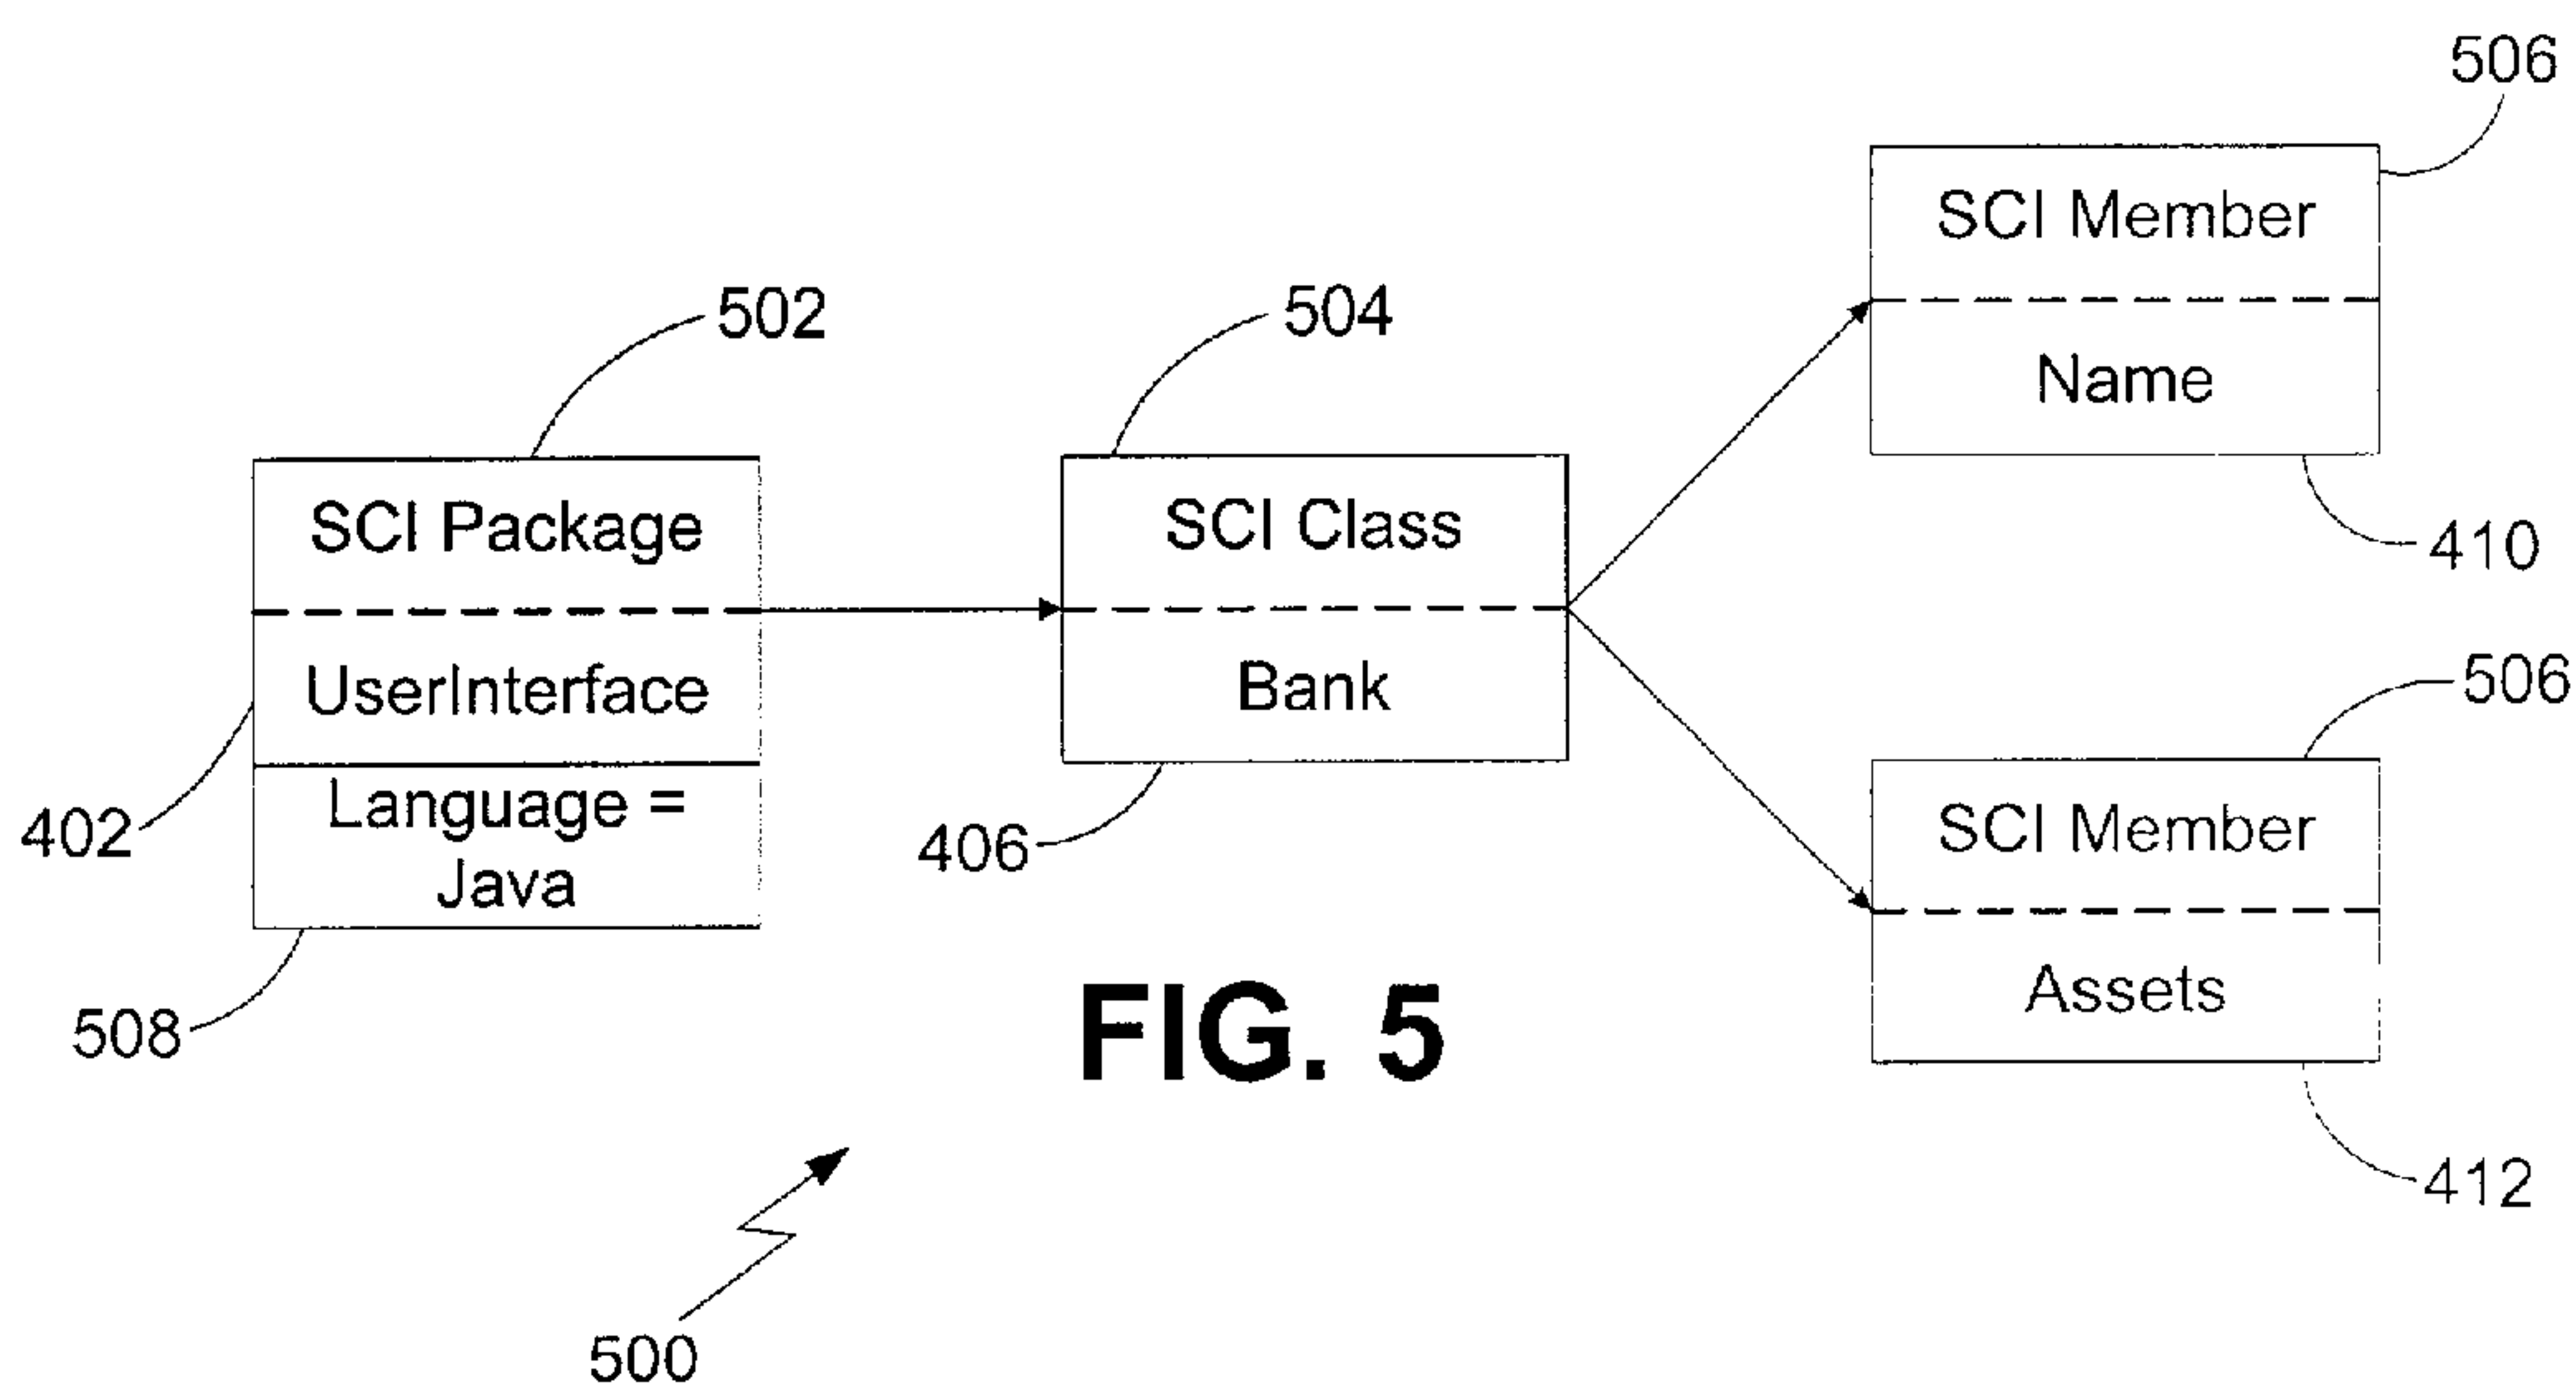 506
SCI Member
Name
410
502
504
SCI Package
UserInterface
Language =
Java
402
508
SCI Class
Bank
406
506
SCI Member
Assets
412
FIG. 5
500